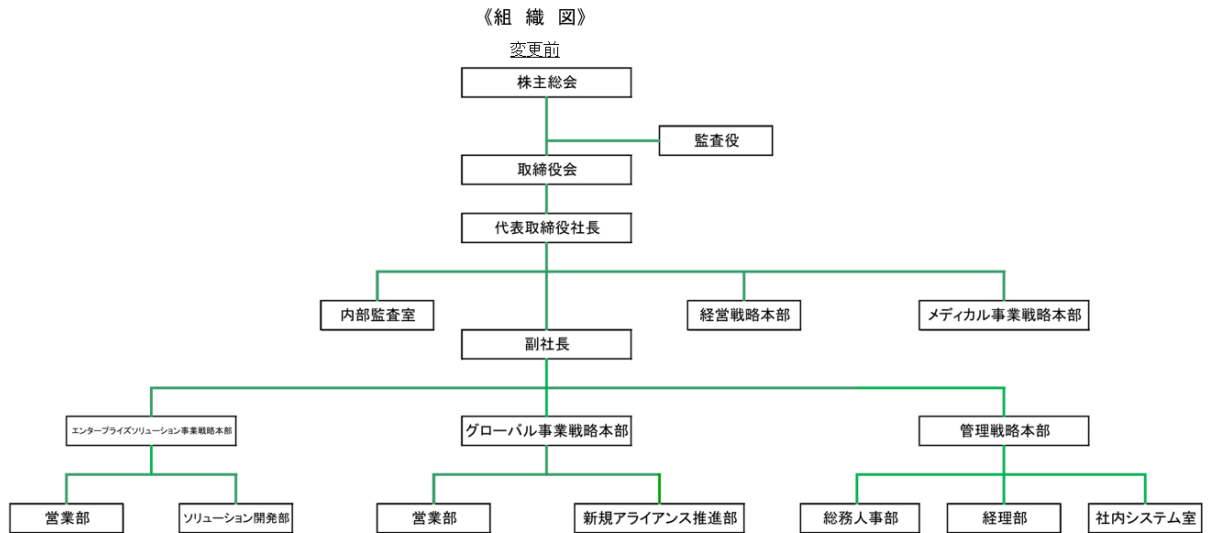 《組 織 図》
変更前
株主総会
監査役
取締役会
代表取締役社長
内部監査室
経営戦略本部
メディカル事業戦略本部
副社長
エンタープライズソリューション事業戦略本部
グローバル事業戦略本部
管理戦略本部
営業部
ソリューション開発部
営業部
新規アライアンス推進部
総務人事部
経理部
社内システム室